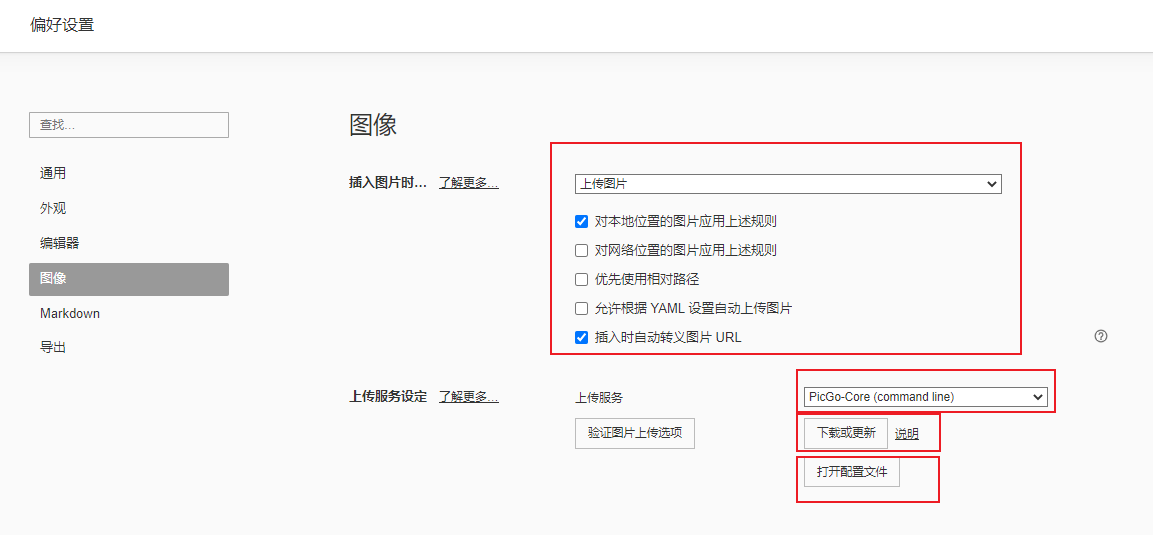 偏好设置
查找...
通用
外观
编辑器
图像
Markdown
导出
图像
插入图片时... 了解更多...
上传图片
对本地位置的图片应用上述规则
对网络位置的图片应用上述规则
优先使用相对路径
允许根据 YAML 设置自动上传图片
插入时自动转义图片 URL
上传服务设定 了解更多...
上传服务 PicGo-Core (command line)
验证图片上传选项 下载或更新 说明
打开配置文件